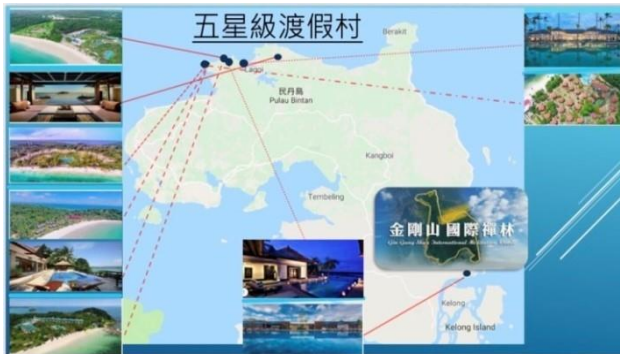 五星級渡假村
Berakit
Lagoi
民丹島
Pulau Bintan
Kangboi
Tembeling
金剛山 國際禪林
Kelong
Kelong Island